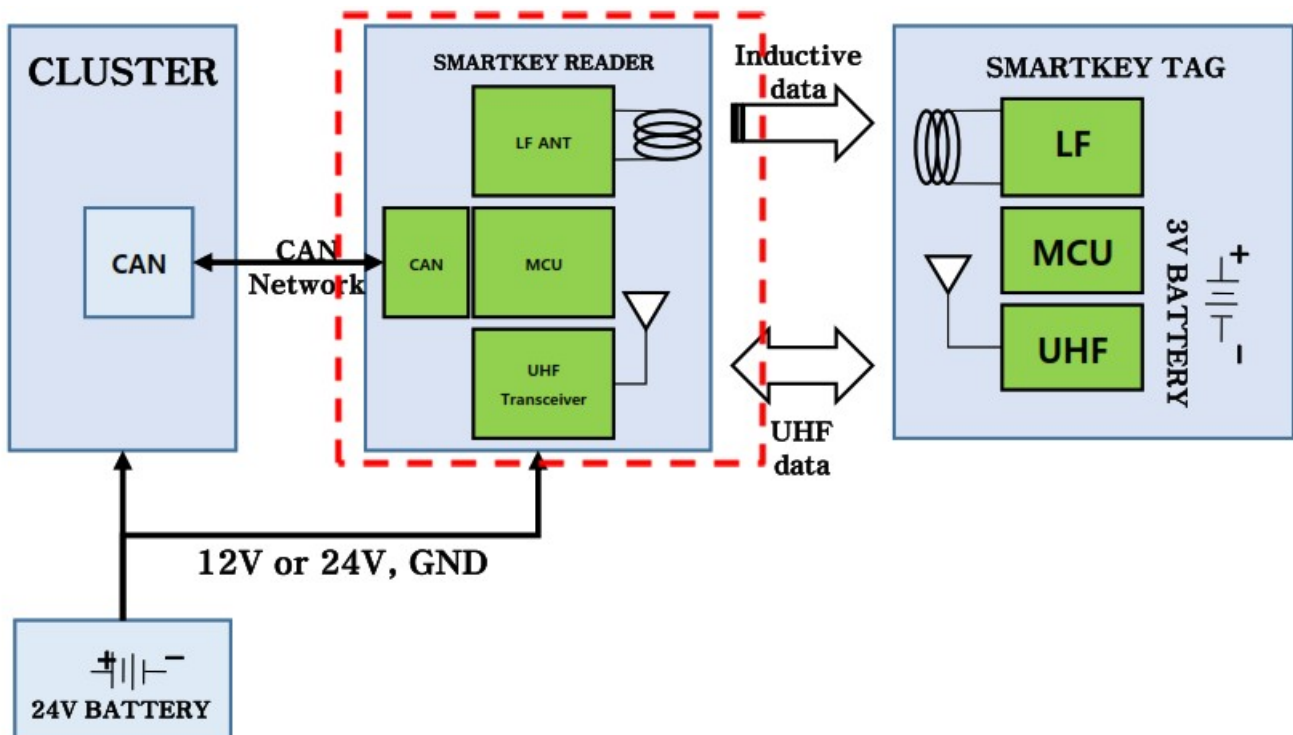 CLUSTER
CAN
CAN
Network
SMARTKEY READER
LF ANT
CAN
MCU
UHF
Transceiver
Inductive
data
UHF
data
SMARTKEY TAG
LF
MCU
UHF
3V BATTERY
+
-
12V or 24V, GND
+ -
24V BATTERY